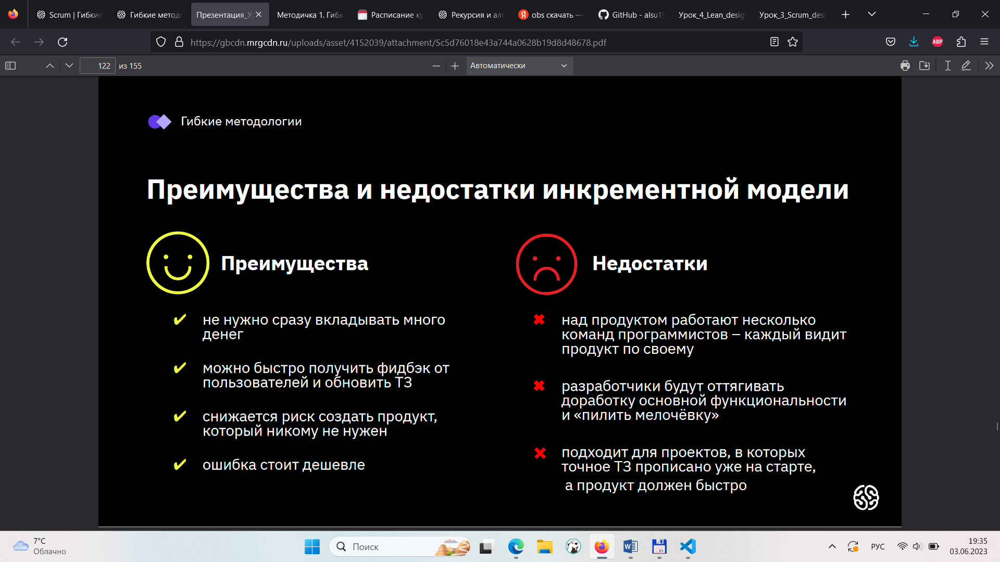 Scrum | Гибкие
Гибкие методо
Презентация_У
Методичка 1. Гибк
Расписание ку
Рекурсия и ал
obs скачать —
GitHub - alsu19
Урок_4_Lean_desig
Урок_3_Scrum_desi
https://gbcdn.mrgcdn.ru/uploads/asset/4152039/attachment/5c5d76018e43a744a0628b19d8d48678.pdf
ABP
122 из 155
Автоматически
Гибкие методологии
Преимущества и недостатки инкрементной модели
Преимущества
не нужно сразу вкладывать много
денег
можно быстро получить фидбэк от
пользователей и обновить ТЗ
снижается риск создать продукт,
который никому не нужен
ошибка стоит дешевле
Недостатки
над продуктом работают несколько
команд программистов – каждый видит
продукт по своему
разработчики будут оттягивать
доработку основной функциональности
и «пилить мелочёвку»
подходит для проектов, в которых
точное ТЗ прописано уже на старте,
а продукт должен быстро
7°C
Облачно
Поиск
64
РУС
19:35
03.06.2023